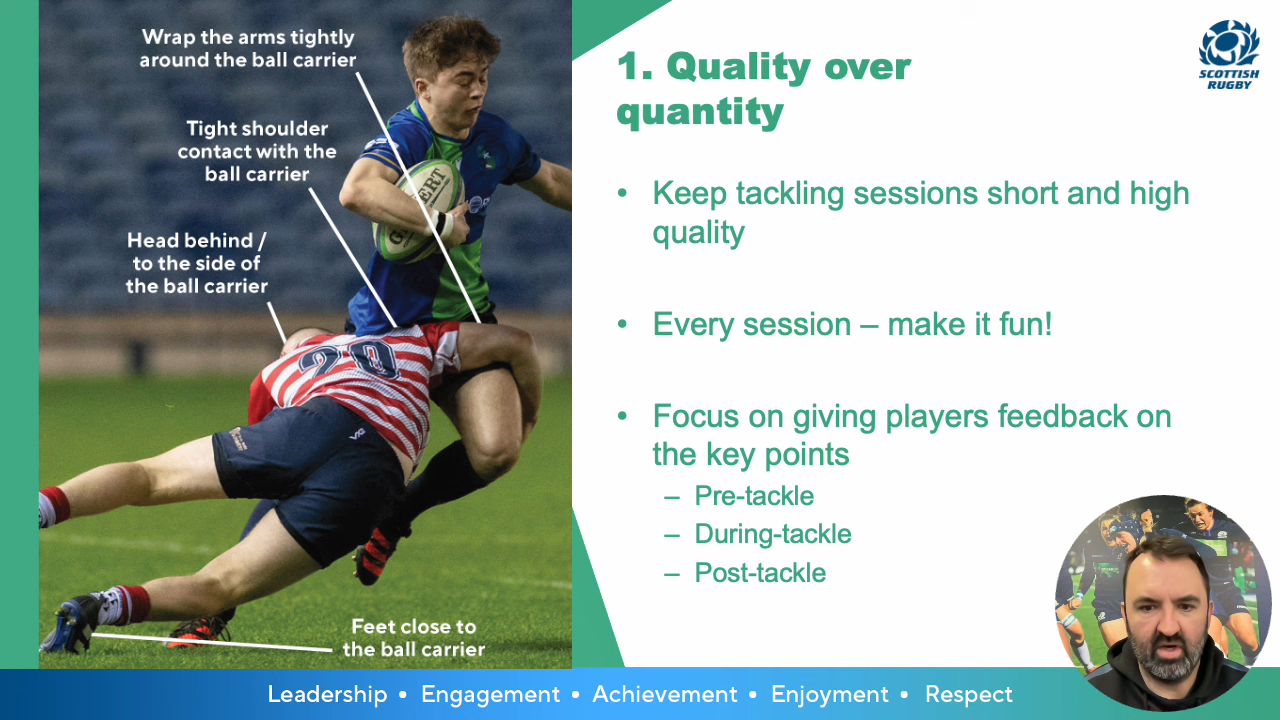 Wrap the arms tightly
around the ball carrier
Tight shoulder
contact with the
ball carrier
Head behind /
to the side of
the ball carrier
20
Feet close to
the ball carrier
1. Quality over
quantity
SCOTTISH
RUGBY
• Keep tackling sessions short and high
quality
• Every session – make it fun!
• Focus on giving players feedback on
the key points
– Pre-tackle
– During-tackle
– Post-tackle
Leadership • Engagement • Achievement • Enjoyment • Respect